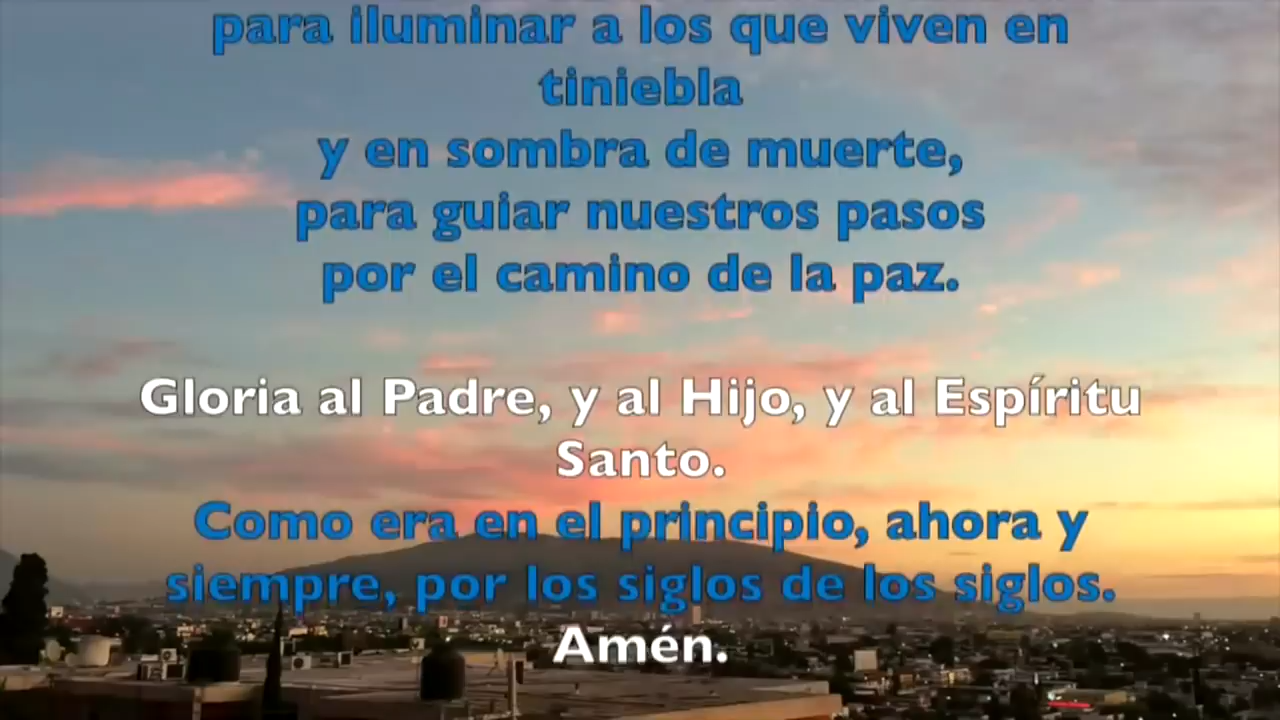 para iluminar a los que viven en
tiniebla
y en sombra de muerte,
para guiar nuestros pasos
por el camino de la paz.
Gloria al Padre, y al Hijo, y al Espíritu
Santo.
Como era en el principio, ahora y
siempre, por los siglos de los siglos.
Amén.